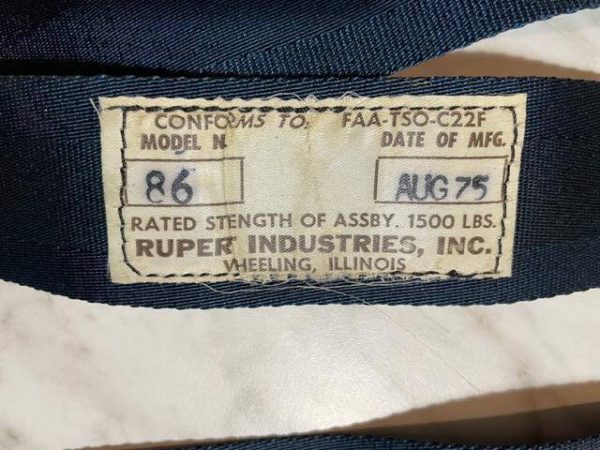 CONFORMS TO: FAA-TSO-C22F
MODEL N DATE OF MFG.
86 AUG 75
RATED STENGTH OF ASSBY. 1500 LBS.
RUPER INDUSTRIES, INC.
WHEELING, ILLINOIS